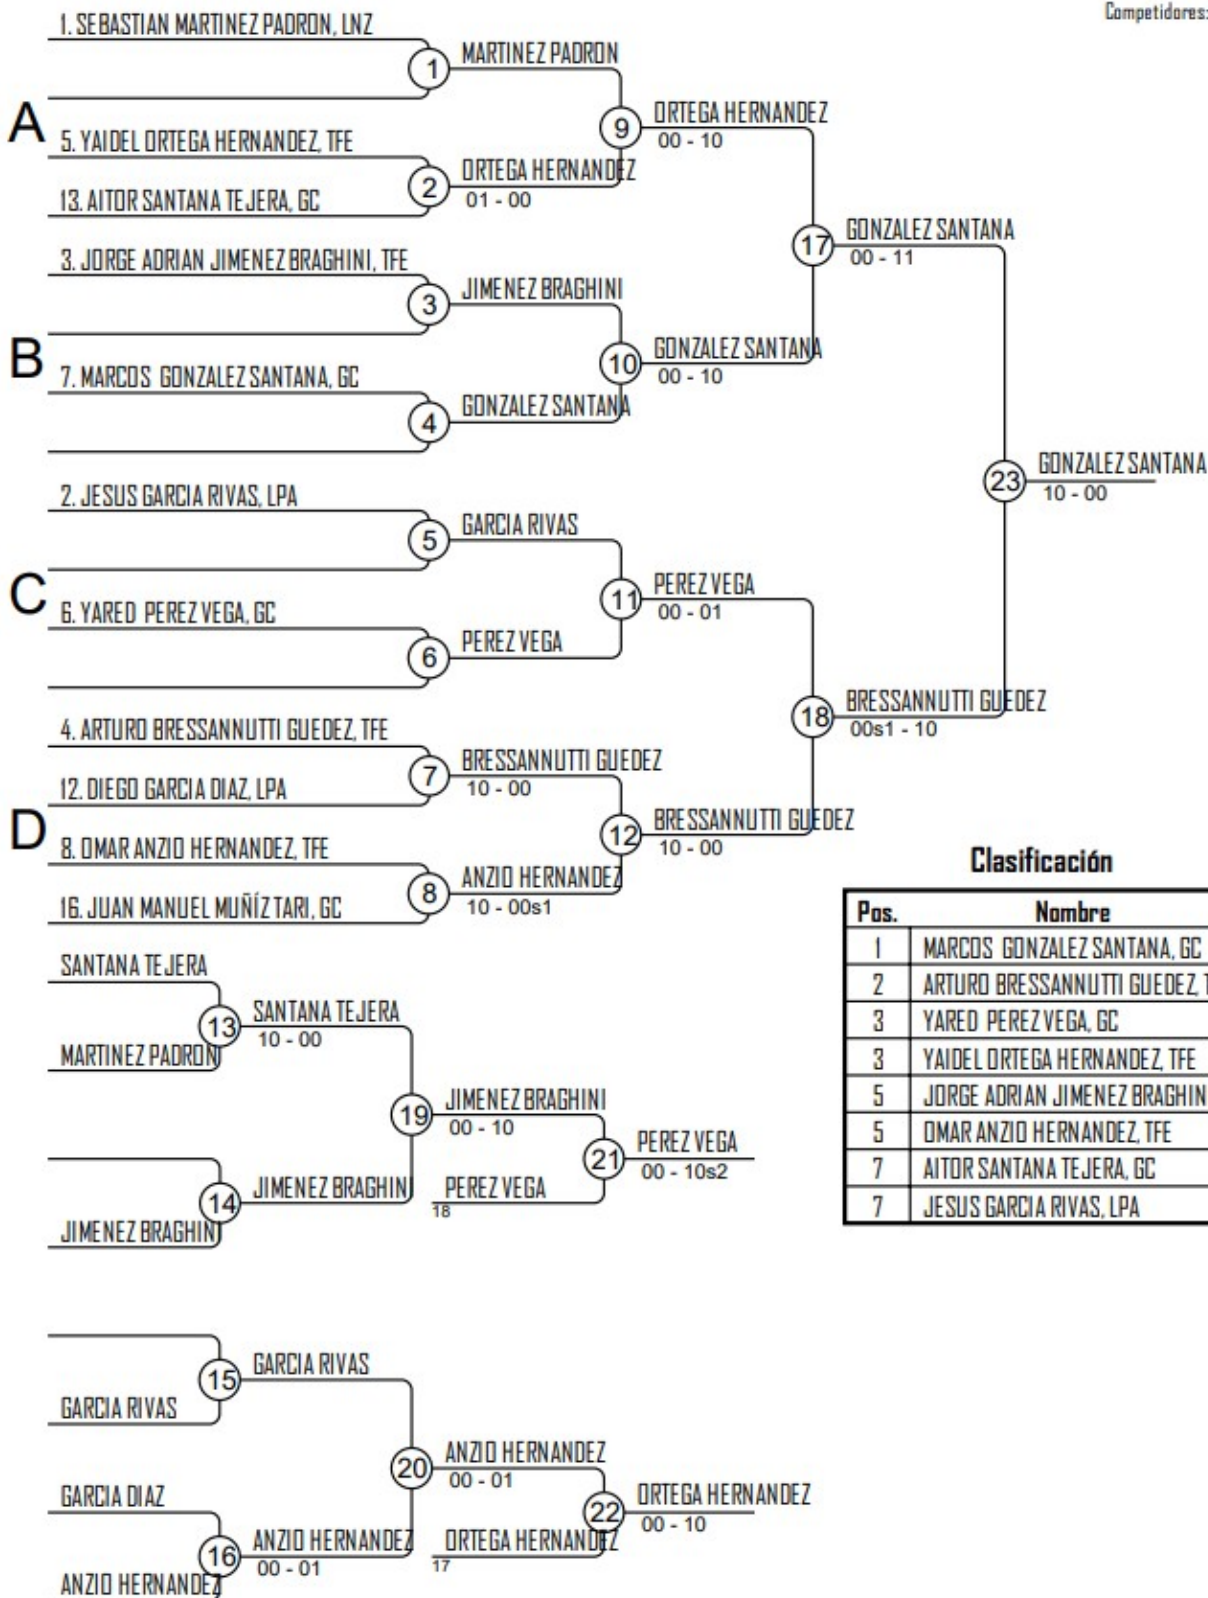 Competidores:
1. SEBASTIAN MARTINEZ PADRON, LNZ
1
MARTINEZ PADRON
A
9
ORTEGA HERNANDEZ
00 - 10
5. YAIDEL ORTEGA HERNANDEZ, TFE
2
ORTEGA HERNANDEZ
01 - 00
13. AITOR SANTANA TEJERA, GC
17
GONZALEZ SANTANA
00 - 11
3. JORGE ADRIAN JIMENEZ BRAGHINI, TFE
3
JIMENEZ BRAGHINI
B
10
GONZALEZ SANTANA
00 - 10
7. MARCOS GONZALEZ SANTANA, GC
4
GONZALEZ SANTANA
23
GONZALEZ SANTANA
10 - 00
2. JESUS GARCIA RIVAS, LPA
5
GARCIA RIVAS
C
11
PEREZ VEGA
00 - 01
6. YARED PEREZ VEGA, GC
6
PEREZ VEGA
18
BRESSANNUTTI GUEDEZ
00s1 - 10
4. ARTURO BRESSANNUTTI GUEDEZ, TFE
7
BRESSANNUTTI GUEDEZ
10 - 00
12. DIEGO GARCIA DIAZ, LPA
D
12
BRESSANNUTTI GUEDEZ
10 - 00
8. OMAR ANZIO HERNANDEZ, TFE
8
ANZIO HERNANDEZ
10 - 00s1
16. JUAN MANUEL MUÑÍZ TARI, GC
Clasificación
Pos. Nombre
1 MARCOS GONZALEZ SANTANA, GC
2 ARTURO BRESSANNUTTI GUEDEZ, T
3 YARED PEREZ VEGA, GC
3 YAIDEL ORTEGA HERNANDEZ, TFE
5 JORGE ADRIAN JIMENEZ BRAGHIN
5 OMAR ANZIO HERNANDEZ, TFE
7 AITOR SANTANA TEJERA, GC
7 JESUS GARCIA RIVAS, LPA
SANTANA TEJERA
13
SANTANA TEJERA
10 - 00
MARTINEZ PADRON
19
JIMENEZ BRAGHINI
00 - 10
21
PEREZ VEGA
00 - 10s2
14
JIMENEZ BRAGHINI
PEREZ VEGA
18
JIMENEZ BRAGHINI
15
GARCIA RIVAS
GARCIA RIVAS
20
ANZIO HERNANDEZ
00 - 01
22
ORTEGA HERNANDEZ
00 - 10
GARCIA DIAZ
16
ANZIO HERNANDEZ
00 - 01
ORTEGA HERNANDEZ
17
ANZIO HERNANDEZ